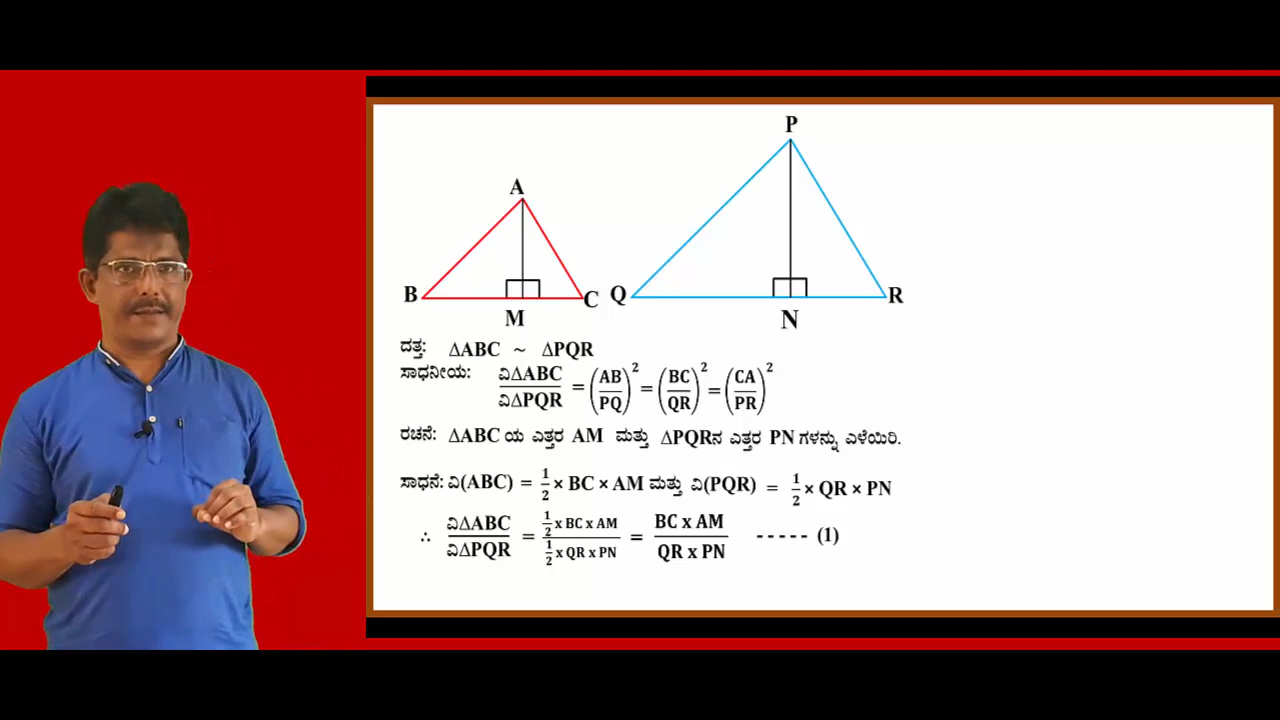 P
A
B C Q R
M N
ದತ್ತ: ΔABC ~ ΔPQR
ಸಾಧನೀಯ: ವಿΔABC/ವಿΔPQR = (AB/PQ)² = (BC/QR)² = (CA/PR)²
ರಚನೆ: ΔABC ಯ ಎತ್ತರ AM ಮತ್ತು ΔPQRನ ಎತ್ತರ PN ಗಳನ್ನು ಎಳೆಯಿರಿ.
ಸಾಧನೆ: ವಿ(ABC) = 1/2 × BC × AM ಮತ್ತು ವಿ(PQR) = 1/2 × QR × PN
∴ ವಿΔABC/ವಿΔPQR = (1/2 x BC x AM)/(1/2 x QR x PN) = (BC x AM)/(QR x PN) ----- (1)